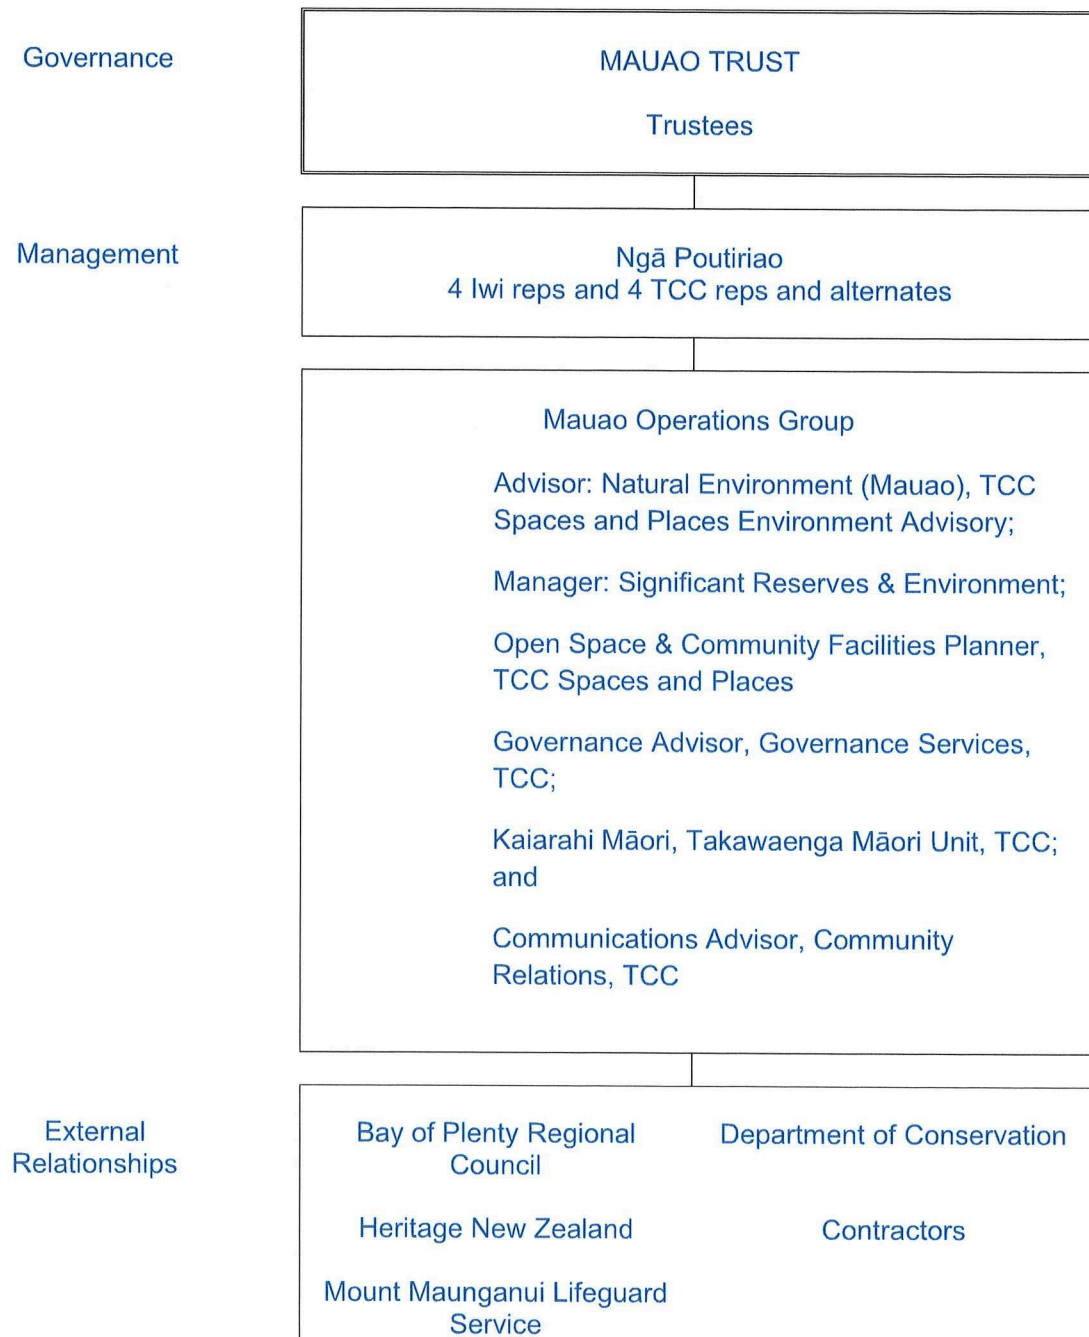 Governance
MAUAO TRUST
Trustees
Management
Ngā Poutiriao
4 Iwi reps and 4 TCC reps and alternates
Mauao Operations Group
Advisor: Natural Environment (Mauao), TCC
Spaces and Places Environment Advisory;
Manager: Significant Reserves & Environment;
Open Space & Community Facilities Planner,
TCC Spaces and Places
Governance Advisor, Governance Services,
TCC;
Kaiarahi Māori, Takawaenga Māori Unit, TCC;
and
Communications Advisor, Community
Relations, TCC
External
Relationships
Bay of Plenty Regional
Council
Department of Conservation
Heritage New Zealand
Contractors
Mount Maunganui Lifeguard
Service